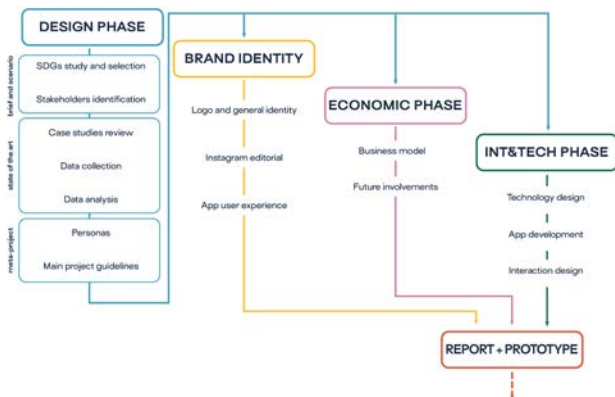 DESIGN PHASE
brief and scenario
SDGs study and selection
Stakeholders identification
state of the art
Case studies review
Data collection
Data analysis
meta-project
Personas
Main project guidelines
BRAND IDENTITY
Logo and general identity
Instagram editorial
App user experience
ECONOMIC PHASE
Business model
Future involvements
INT&TECH PHASE
Technology design
App development
Interaction design
REPORT + PROTOTYPE